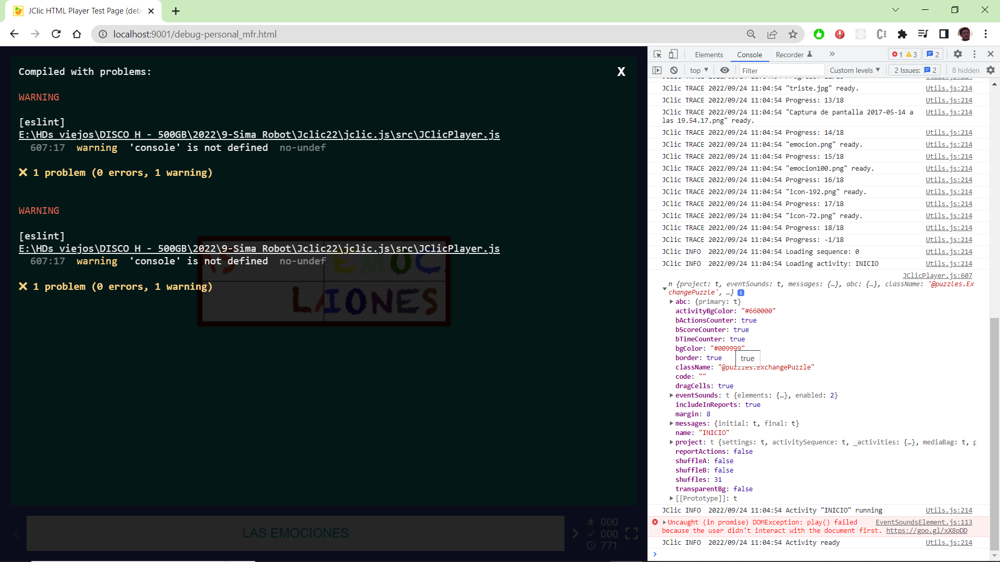 JClic HTML Player Test Page (deb
localhost:9001/debug-personal_mfr.html
Compiled with problems:
X
WARNING
[eslint]
E:\HDs viejos\DISCO H - 500GB\2022\9-Sima Robot\Jclic22\jclic.js\src\JClicPlayer.js
607:17 warning 'console' is not defined no-undef
1 problem (0 errors, 1 warning)
WARNING
[eslint]
E:\HDs viejos\DISCO H - 500GB\2022\9-Sima Robot\Jclic22\jclic.js\src\JClicPlayer.js
607:17 warning 'console' is not defined no-undef
1 problem (0 errors, 1 warning)
AS EMOC
LA IONES
LAS EMOCIONES
000
000
771
Elements Console Recorder » 1 3 2
top Filter Custom levels 2 Issues: 2 8 hidden
JClic TRACE 2022/09/24 11:04:54 "triste.jpg" ready. Utils.js:214
JClic TRACE 2022/09/24 11:04:54 Progress: 13/18 Utils.js:214
JClic TRACE 2022/09/24 11:04:54 "Captura de pantalla 2017-05-14 a Utils.js:214
las 19.54.17.png" ready.
JClic TRACE 2022/09/24 11:04:54 Progress: 14/18 Utils.js:214
JClic TRACE 2022/09/24 11:04:54 "emocion.png" ready. Utils.js:214
JClic TRACE 2022/09/24 11:04:54 Progress: 15/18 Utils.js:214
JClic TRACE 2022/09/24 11:04:54 "emocion100.png" ready. Utils.js:214
JClic TRACE 2022/09/24 11:04:54 Progress: 16/18 Utils.js:214
JClic TRACE 2022/09/24 11:04:54 "icon-192.png" ready. Utils.js:214
JClic TRACE 2022/09/24 11:04:54 Progress: 17/18 Utils.js:214
JClic TRACE 2022/09/24 11:04:54 "icon-72.png" ready. Utils.js:214
JClic TRACE 2022/09/24 11:04:54 Progress: 18/18 Utils.js:214
JClic TRACE 2022/09/24 11:04:54 Progress: -1/18 Utils.js:214
JClic INFO 2022/09/24 11:04:54 Loading sequence: 0 Utils.js:214
JClic INFO 2022/09/24 11:04:54 Loading activity: INICIO Utils.js:214
JClicPlayer.js:607
n {project: t, eventSounds: t, messages: {…}, abc: {…}, className: '@puzzles.Ex
changePuzzle', …} i
abc: {primary: t}
activityBgColor: "#660000"
bActionsCounter: true
bScoreCounter: true
bTimeCounter: true
bgColor: "#009999"
border: true
true
className: "@puzzles.ExchangePuzzle"
code: ""
dragCells: true
eventSounds: t {elements: {…}, enabled: 2}
includeInReports: true
margin: 8
messages: {initial: t, final: t}
name: "INICIO"
project: t {settings: t, activitySequence: t, _activities: {…}, mediaBag: t, p
reportActions: false
shuffleA: false
shuffleB: false
shuffles: 31
transparentBg: false
[[Prototype]]: t
JClic INFO 2022/09/24 11:04:54 Activity "INICIO" running Utils.js:214
Uncaught (in promise) DOMException: play() failed EventSoundsElement.js:113
because the user didn't interact with the document first. https://goo.gl/xX8pDD
JClic INFO 2022/09/24 11:04:54 Activity ready Utils.js:214